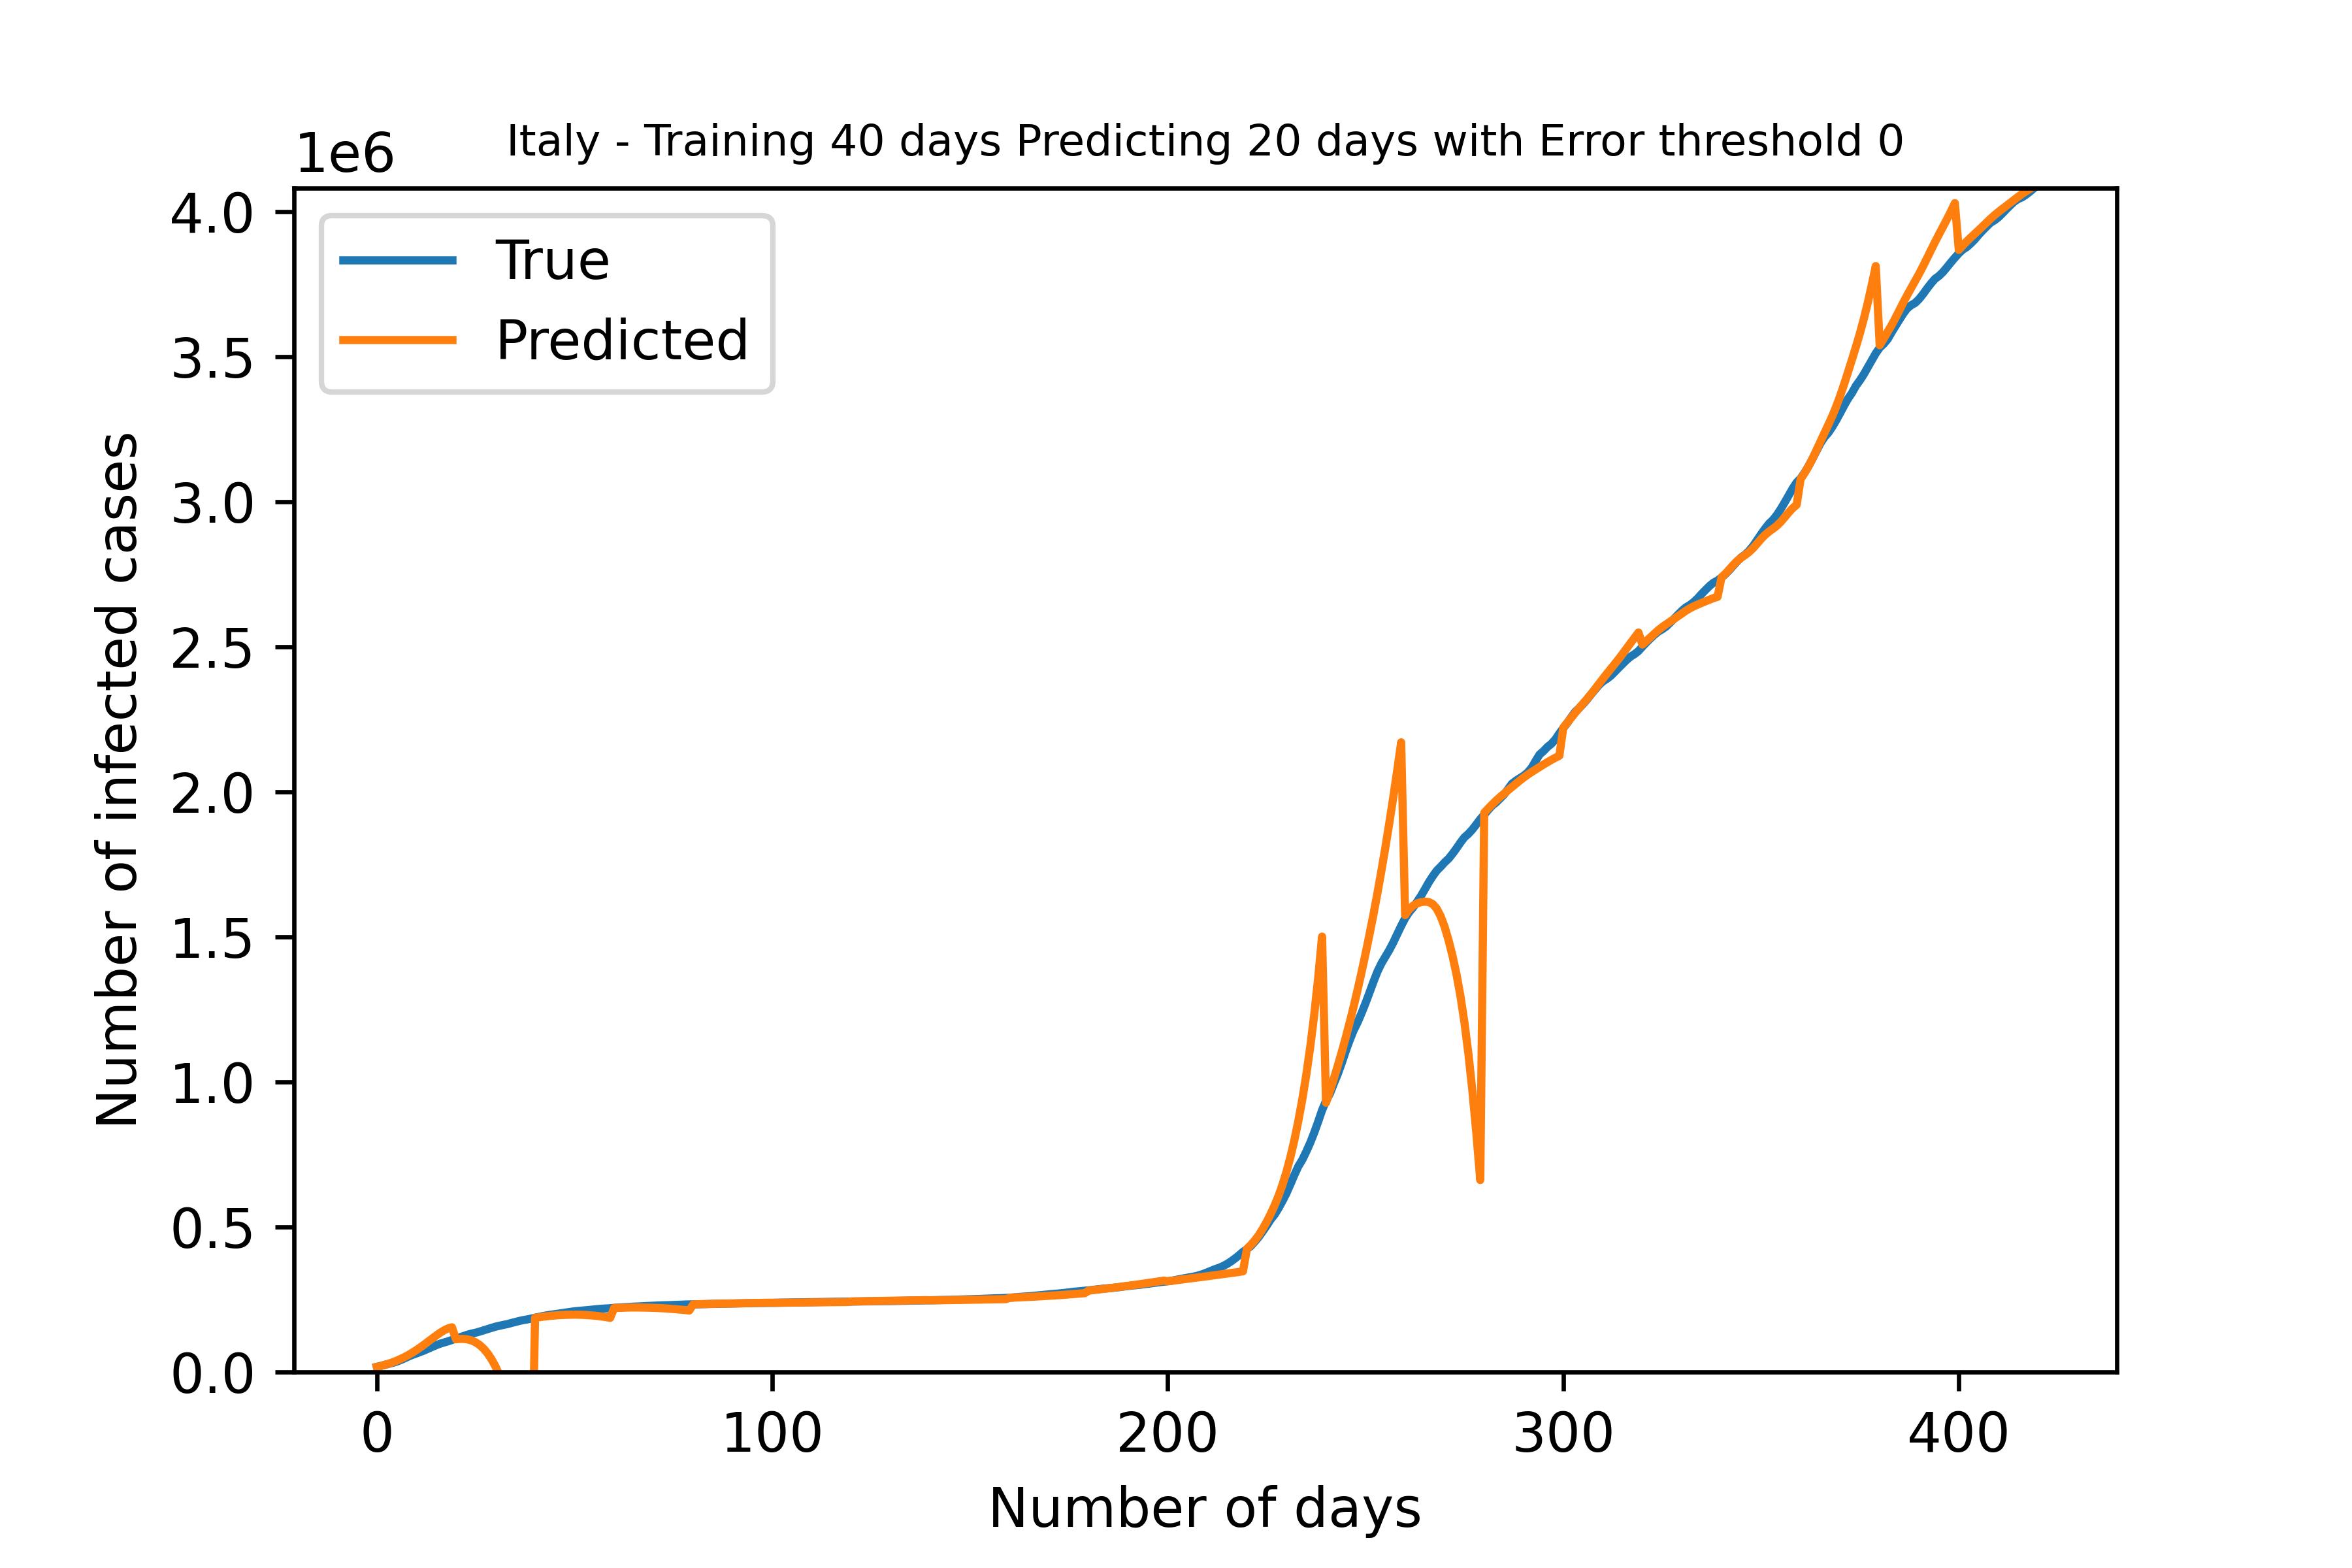 Italy - Training 40 days Predicting 20 days with Error threshold 0
1e6
True
Predicted
4.0
3.5
3.0
2.5
2.0
1.5
1.0
0.5
0.0
Number of infected cases
0 100 200 300 400
Number of days